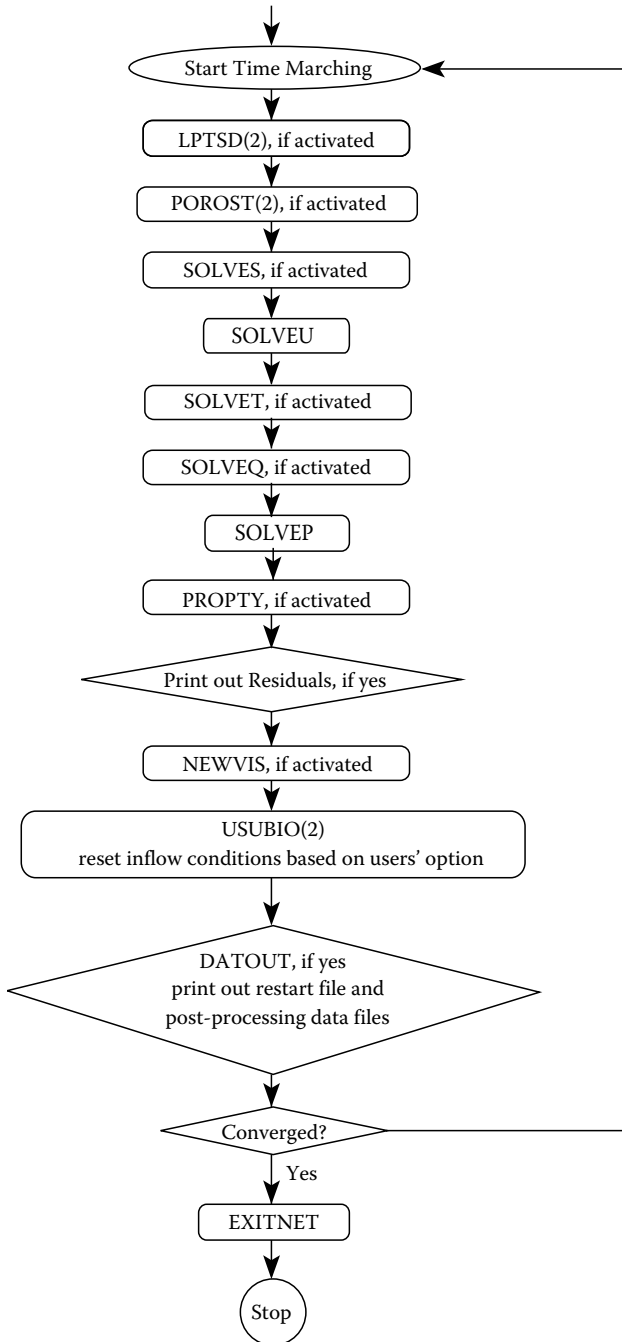 Start Time Marching
LPTSD(2), if activated
POROST(2), if activated
SOLVES, if activated
SOLVEU
SOLVET, if activated
SOLVEQ, if activated
SOLVEP
PROPTY, if activated
Print out Residuals, if yes
NEWVIS, if activated
USUBIO(2)
reset inflow conditions based on users’ option
DATOUT, if yes
print out restart file and
post-processing data files
Converged?
Yes
EXITNET
Stop